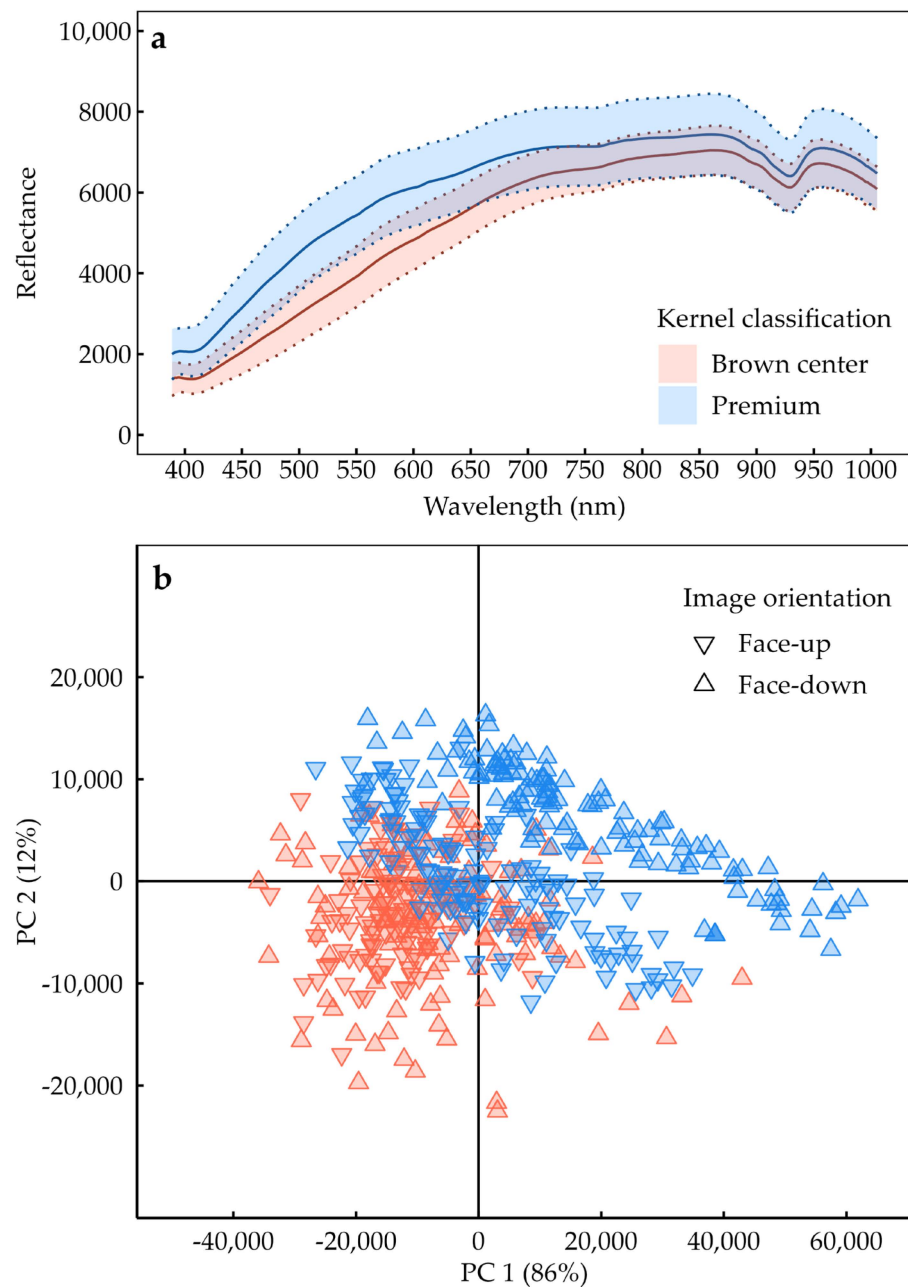 a
10,000
8000
6000
4000
2000
0
Reflectance
Kernel classification
Brown center
Premium
400 450 500 550 600 650 700 750 800 850 900 950 1000
Wavelength (nm)
b
Image orientation
Face-up
Face-down
20,000
10,000
0
-10,000
-20,000
PC 2 (12%)
-40,000 -20,000 0 20,000 40,000 60,000
PC 1 (86%)